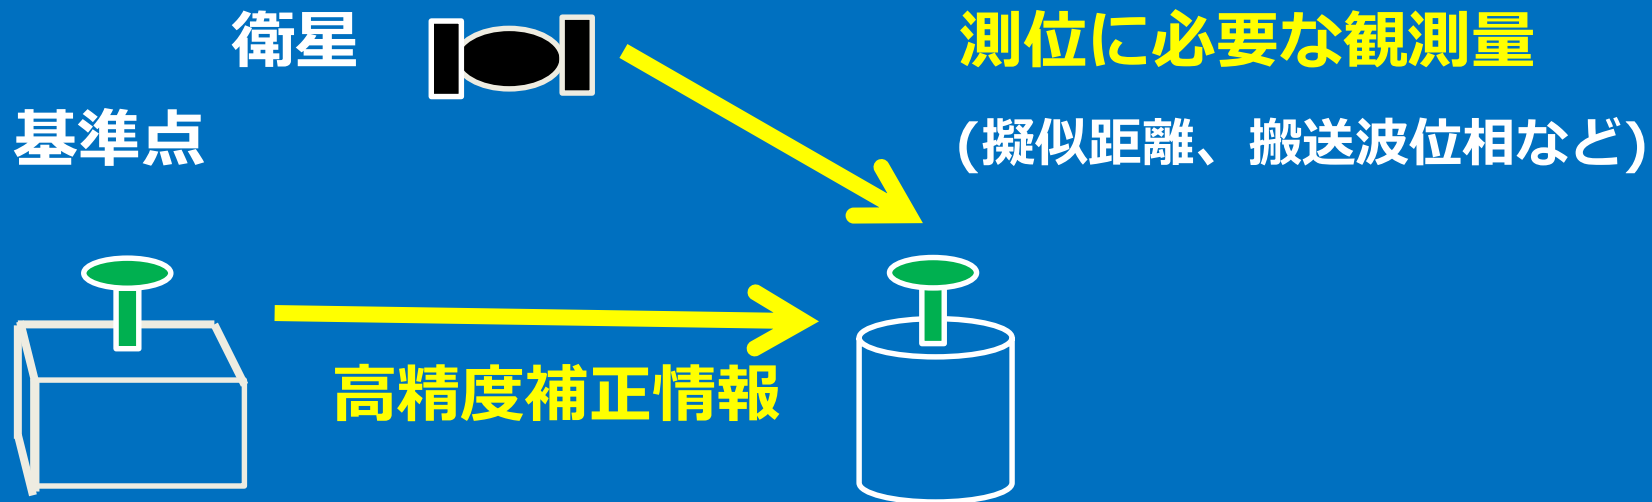 衛星
測位に必要な観測量
基準点
(擬似距離、搬送波位相など)
高精度補正情報